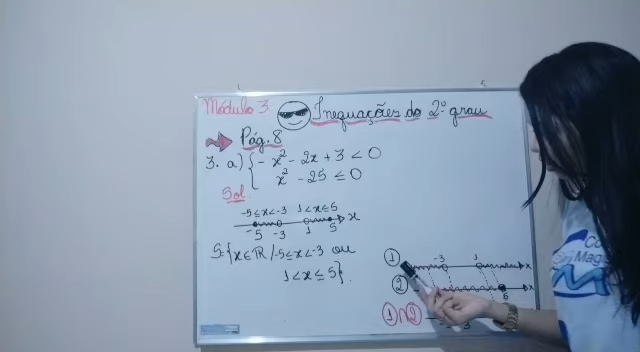 Módulo 3. Inequações do 2º grau
Pág. 8
3. a) { - x² - 2x + 3 < 0
x² - 25 ≤ 0
Sol
-5 ≤ x < -3 1 < x ≤ 5
-5 -3 1 5 x
S: {x ∈ ℝ / -5 ≤ x < -3 ou
1 < x ≤ 5}.
1 -3 1 x
2 x
1 ∩ 2